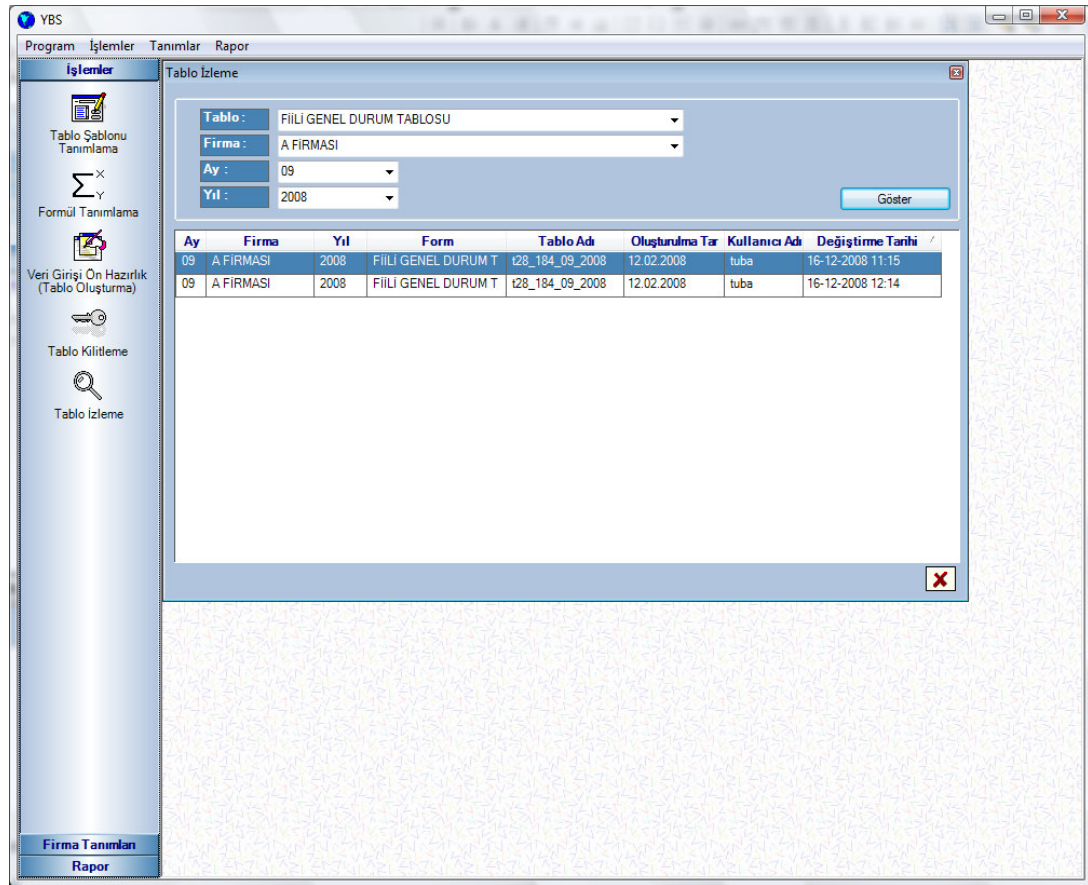 YBS
Program İşlemler Tanımlar Rapor
İşlemler
Tablo Şablonu
Tanımlama
Formül Tanımlama
Veri Girişi Ön Hazırlık
(Tablo Oluşturma)
Tablo Kilitleme
Tablo İzleme
Firma Tanımları
Rapor
Tablo İzleme
Tablo : FİİLİ GENEL DURUM TABLOSU
Firma : A FİRMASI
Ay : 09
Yıl : 2008
Göster
Ay Firma Yıl Form Tablo Adı Oluşturulma Tar Kullanıcı Adı Değiştirme Tarihi
09 A FİRMASI 2008 FİİLİ GENEL DURUM T t28_184_09_2008 12.02.2008 tuba 16-12-2008 11:15
09 A FİRMASI 2008 FİİLİ GENEL DURUM T t28_184_09_2008 12.02.2008 tuba 16-12-2008 12:14